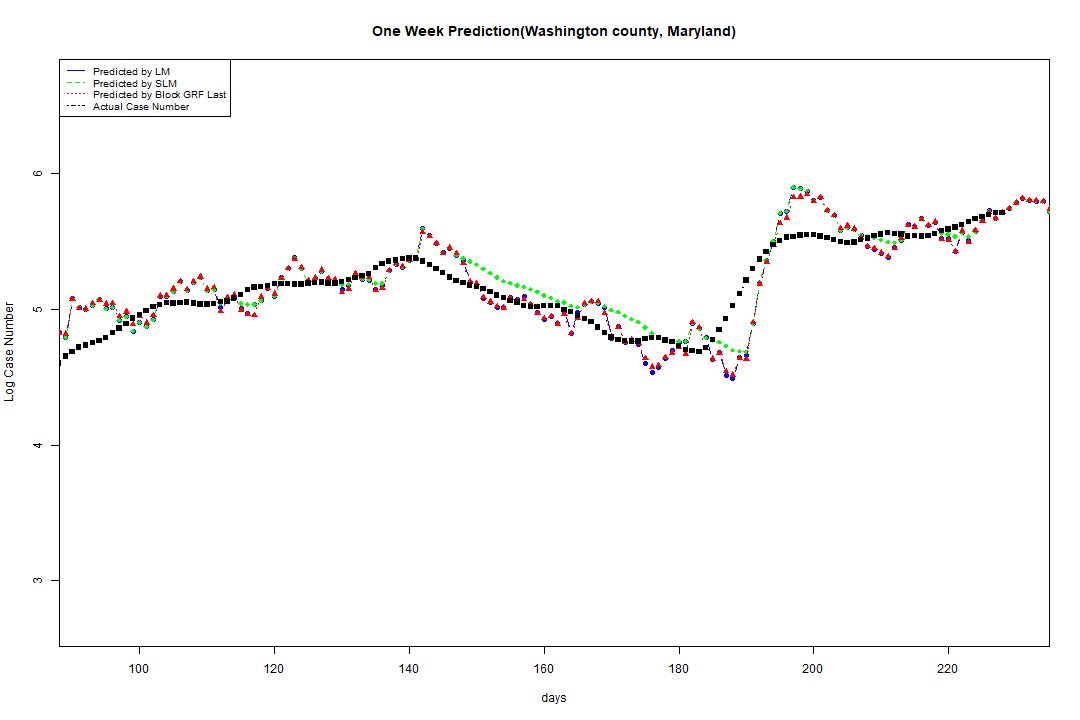 One Week Prediction(Washington county, Maryland)
Predicted by LM
Predicted by SLM
Predicted by Block GRF Last
Actual Case Number
Log Case Number
6
5
4
3
100 120 140 160 180 200 220
days